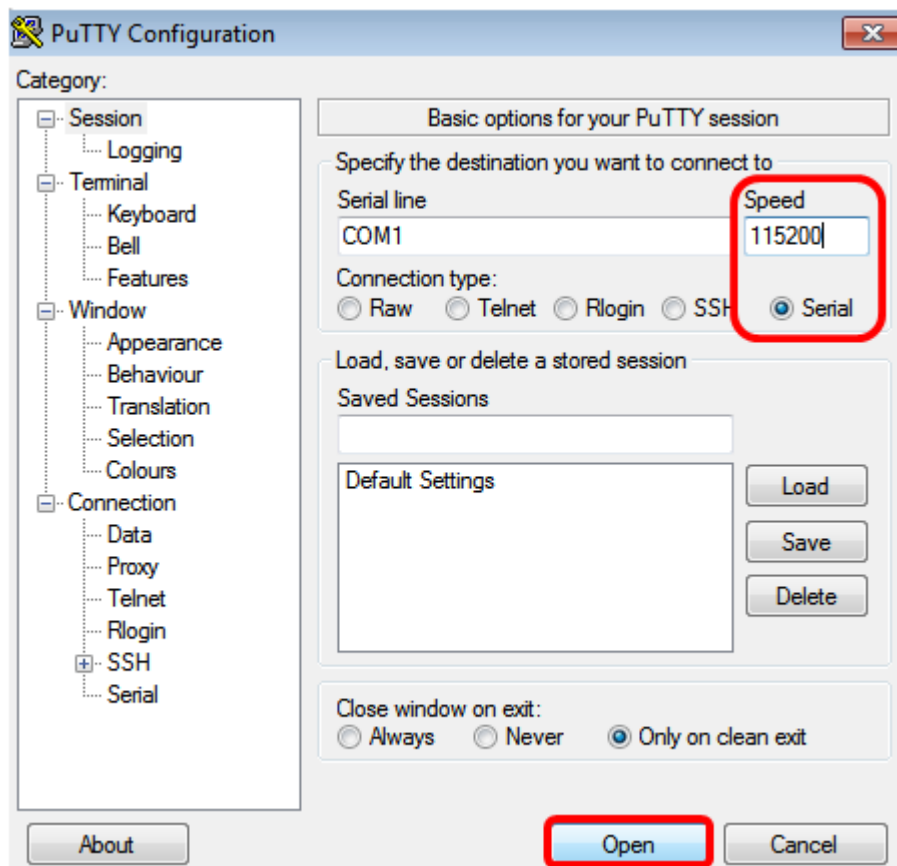 PuTTY Configuration
Category:
Session
Logging
Terminal
Keyboard
Bell
Features
Window
Appearance
Behaviour
Translation
Selection
Colours
Connection
Data
Proxy
Telnet
Rlogin
SSH
Serial
Basic options for your PuTTY session
Specify the destination you want to connect to
Serial line Speed
COM1 115200
Connection type:
Raw Telnet Rlogin SSH Serial
Load, save or delete a stored session
Saved Sessions
Default Settings
Load
Save
Delete
Close window on exit:
Always Never Only on clean exit
About Open Cancel